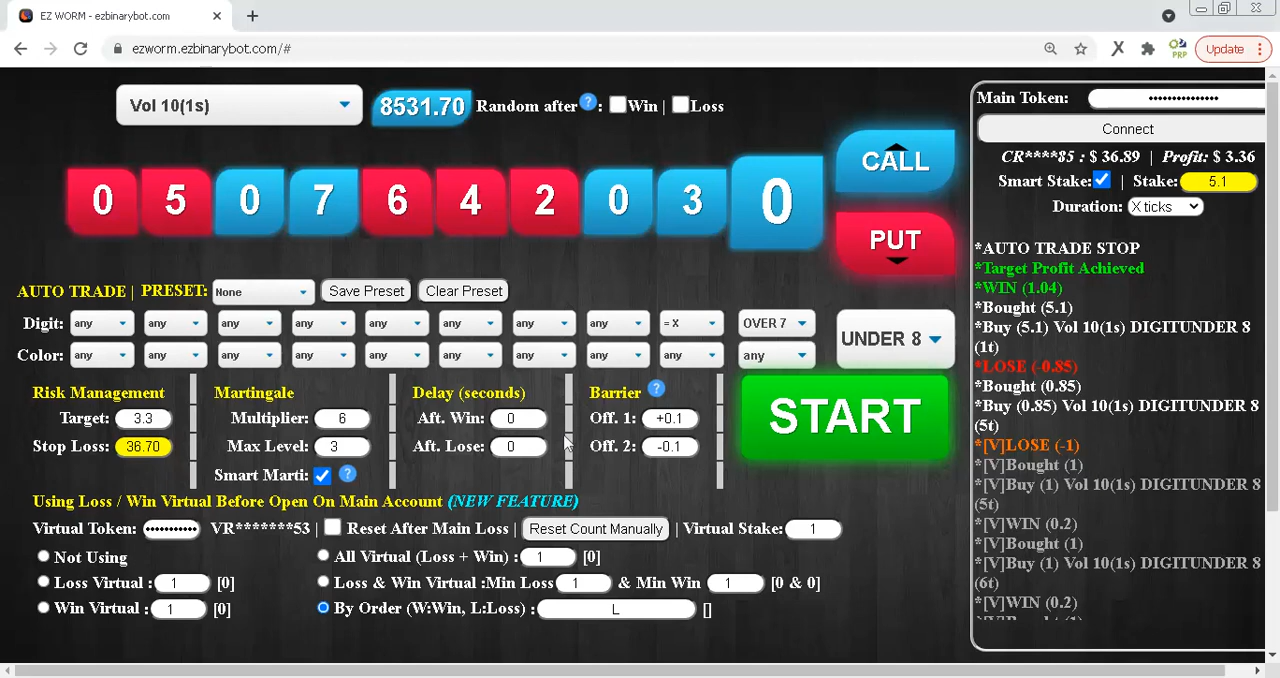 EZ WORM - ezbinarybot.com
ezworm.ezbinarybot.com/#
PRP
Update
Vol 10(1s)
8531.70
Random after ? : Win | Loss
0 5 0 7 6 4 2 0 3 0
CALL
PUT
AUTO TRADE | PRESET: None Save Preset Clear Preset
Digit: any any any any any any any any = X OVER 7
Color: any any any any any any any any any any
UNDER 8
Risk Management
Target: 3.3
Stop Loss: 36.70
Martingale
Multiplier: 6
Max Level: 3
Smart Marti: ?
Delay (seconds)
Aft. Win: 0
Aft. Lose: 0
Barrier ?
Off. 1: +0.1
Off. 2: -0.1
START
Using Loss / Win Virtual Before Open On Main Account (NEW FEATURE)
Virtual Token: •••••••••• VR*******53 | Reset After Main Loss | Reset Count Manually | Virtual Stake: 1
Not Using
All Virtual (Loss + Win) : 1 [0]
Loss Virtual : 1 [0]
Loss & Win Virtual :Min Loss 1 & Min Win 1 [0 & 0]
Win Virtual : 1 [0]
By Order (W:Win, L:Loss) : L []
Main Token: •••••••••••••••
Connect
CR****85 : $ 36.89 | Profit: $ 3.36
Smart Stake: | Stake: 5.1
Duration: X ticks
*AUTO TRADE STOP
*Target Profit Achieved
*WIN (1.04)
*Bought (5.1)
*Buy (5.1) Vol 10(1s) DIGITUNDER 8
(1t)
*LOSE (-0.85)
*Bought (0.85)
*Buy (0.85) Vol 10(1s) DIGITUNDER 8
(5t)
*[V]LOSE (-1)
*[V]Bought (1)
*[V]Buy (1) Vol 10(1s) DIGITUNDER 8
(5t)
*[V]WIN (0.2)
*[V]Bought (1)
*[V]Buy (1) Vol 10(1s) DIGITUNDER 8
(6t)
*[V]WIN (0.2)
*[V]Bought (1)